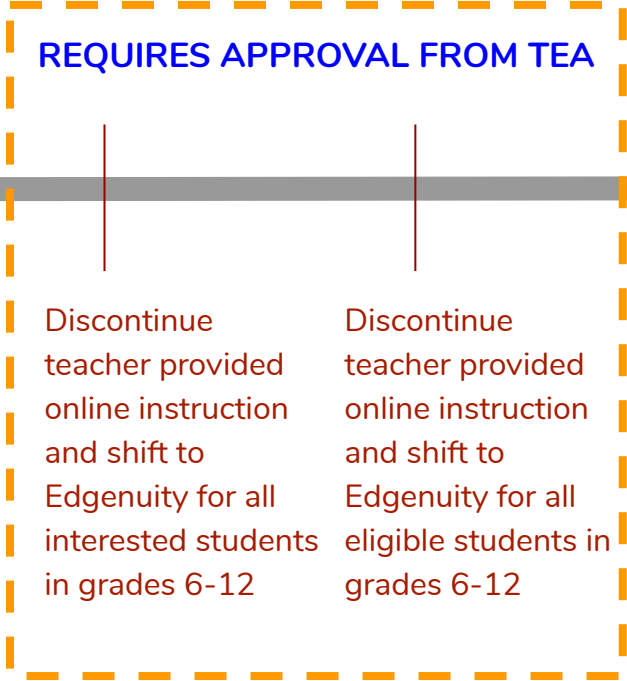 REQUIRES APPROVAL FROM TEA
Discontinue
teacher provided
online instruction
and shift to
Edgenuity for all
interested students
in grades 6-12
Discontinue
teacher provided
online instruction
and shift to
Edgenuity for all
eligible students in
grades 6-12